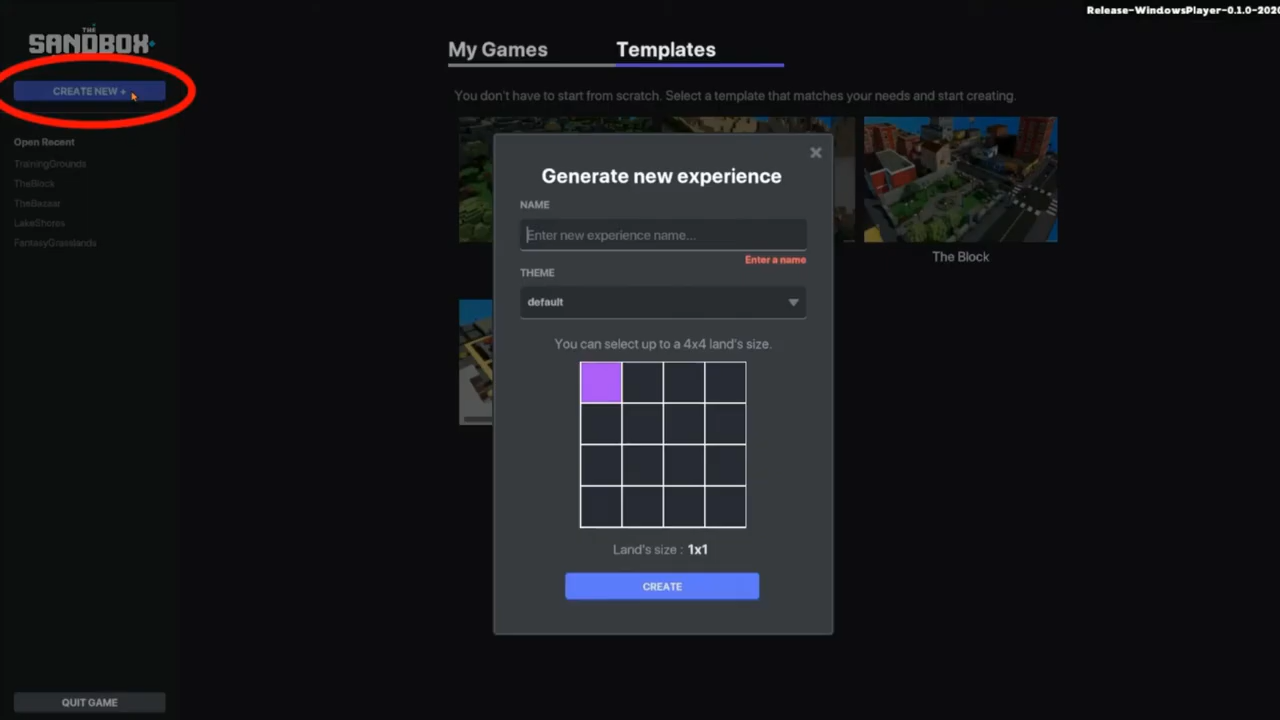 Release-WindowsPlayer-0.1.0-2020
THE
SANDBOX
CREATE NEW +
Open Recent
TrainingGrounds
TheBlock
TheBazaar
LakeShores
FantasyGrasslands
QUIT GAME
My Games
Templates
You don't have to start from scratch. Select a template that matches your needs and start creating.
The Block
Generate new experience
NAME
Enter new experience name...
Enter a name
THEME
default
You can select up to a 4x4 land's size.
Land's size : 1x1
CREATE